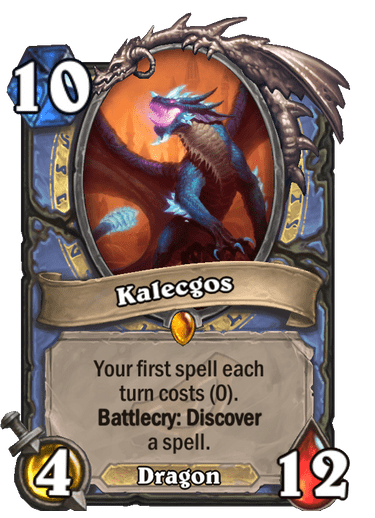 10
Kalecgos
Your first spell each
turn costs (0).
Battlecry: Discover
a spell.
4
Dragon
12